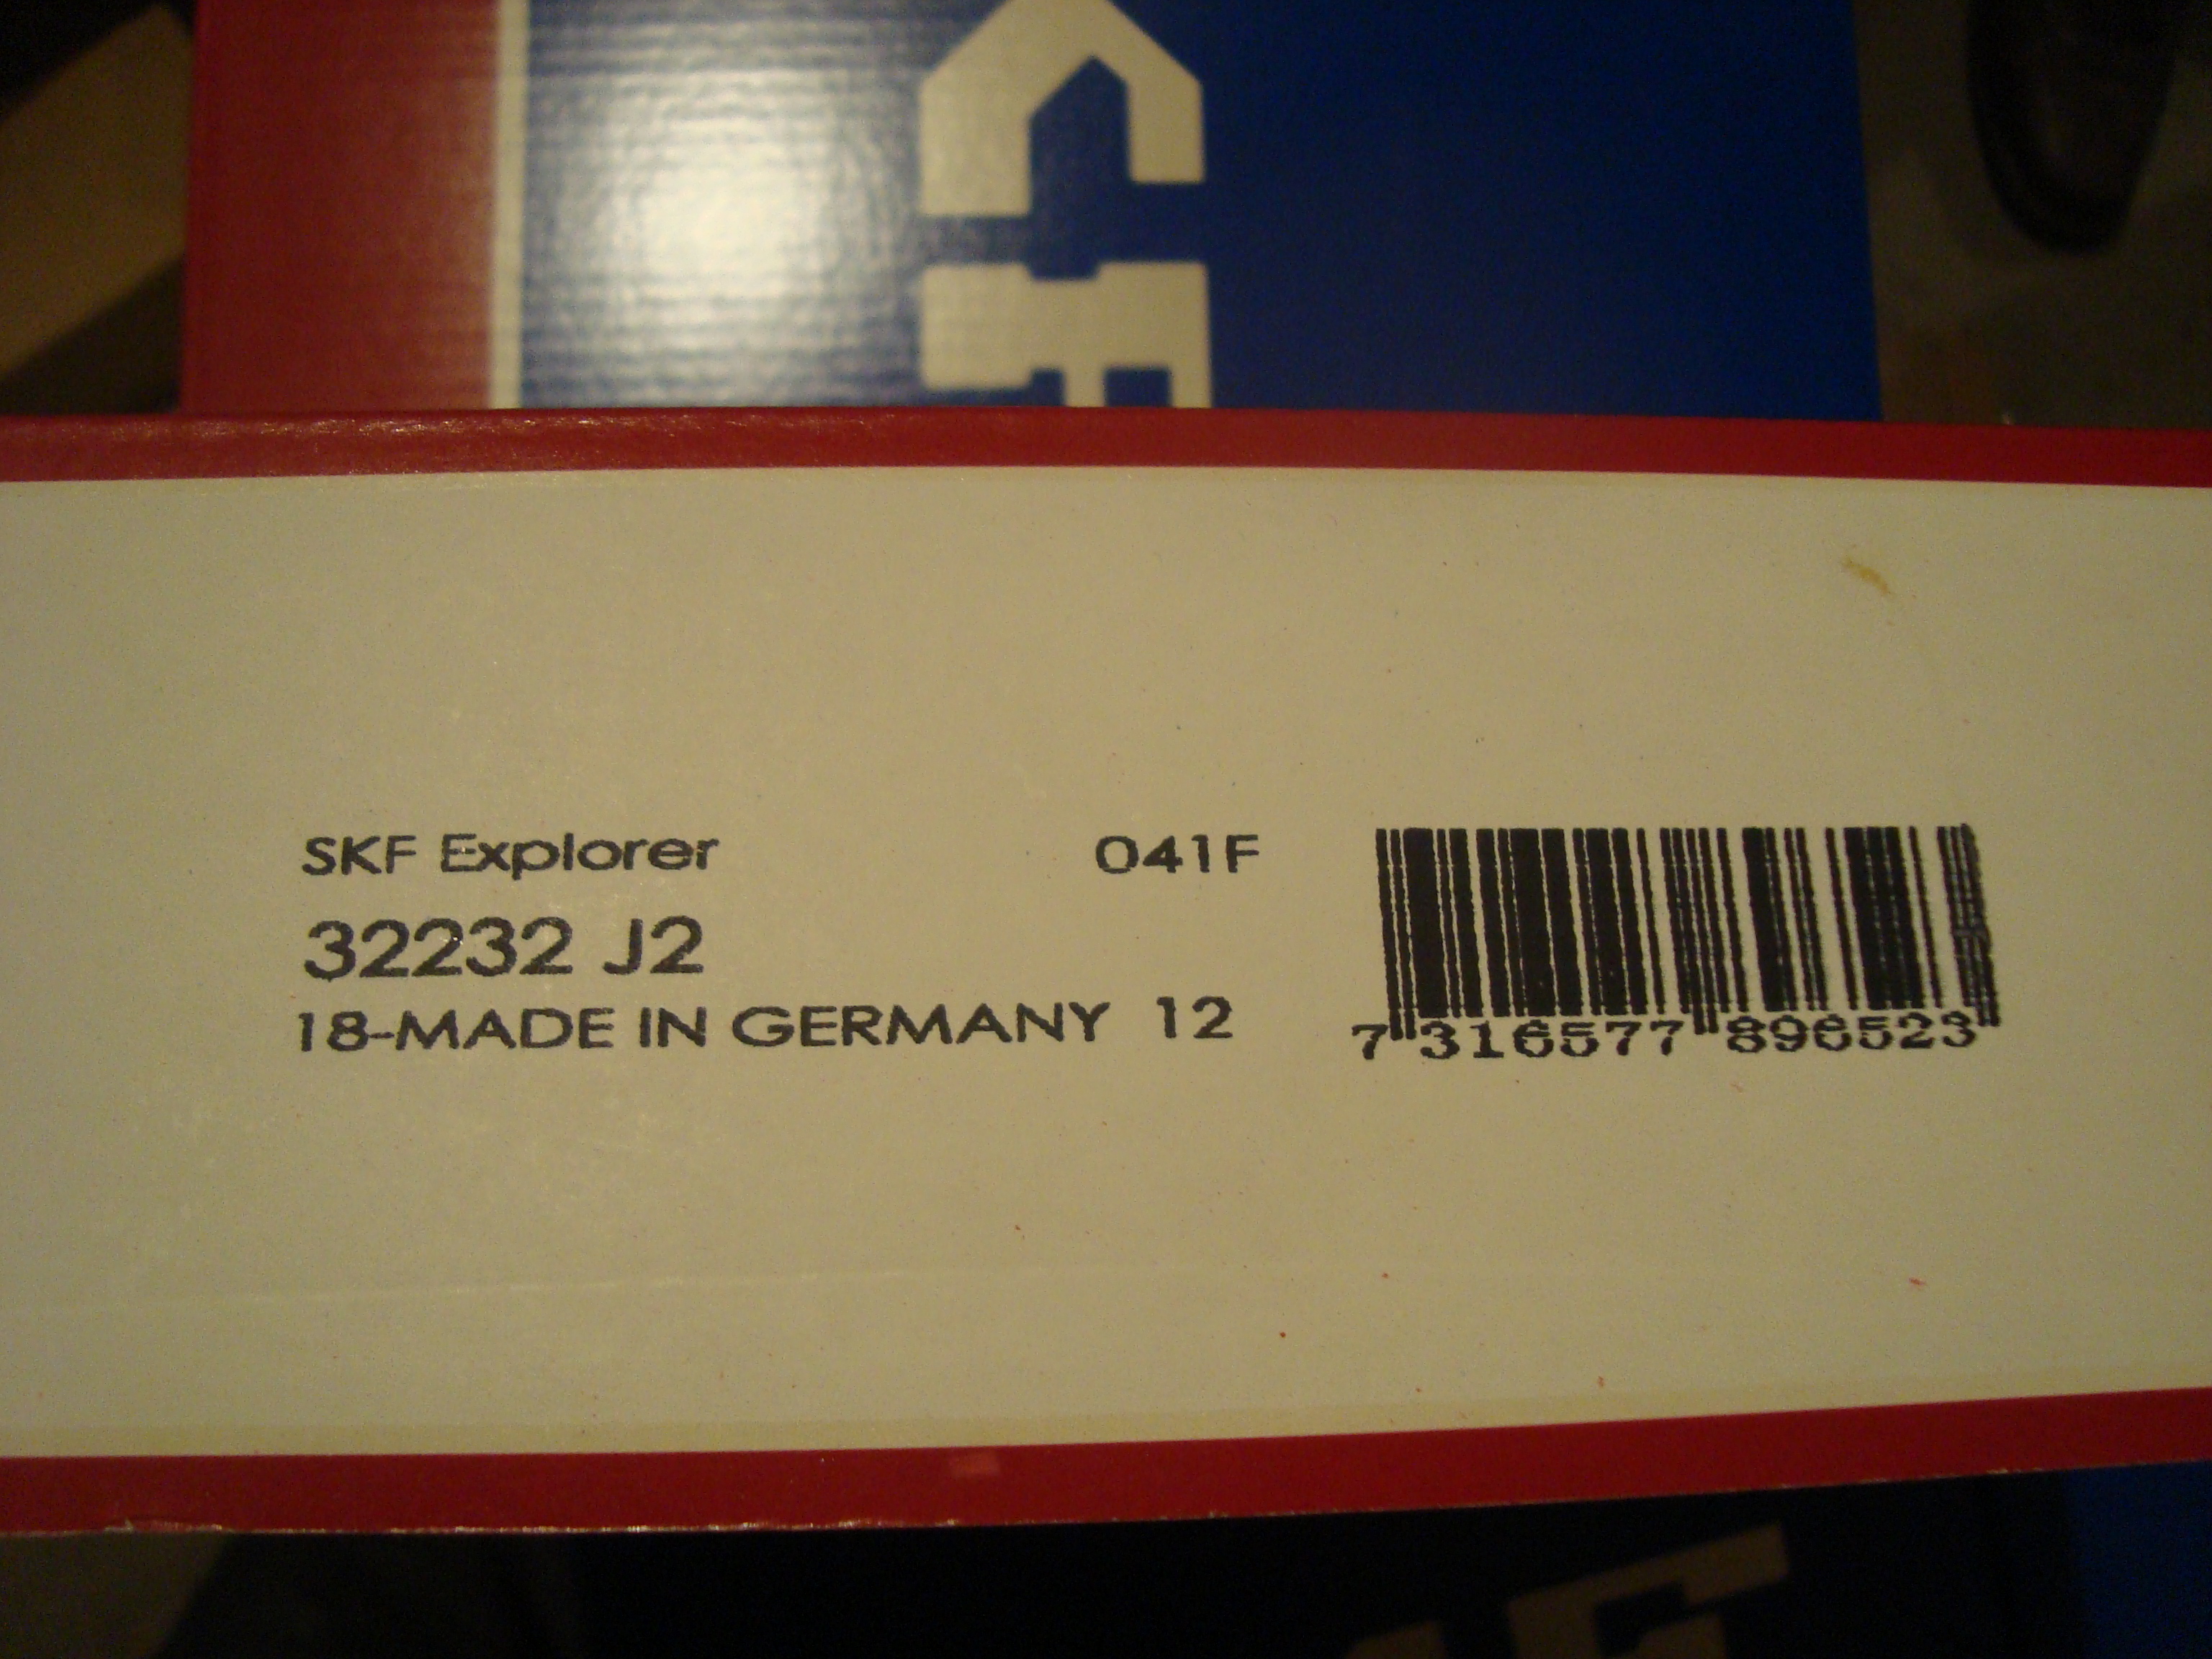 SKF Explorer 041F
32232 J2
18-MADE IN GERMANY 12
7 316577 896523